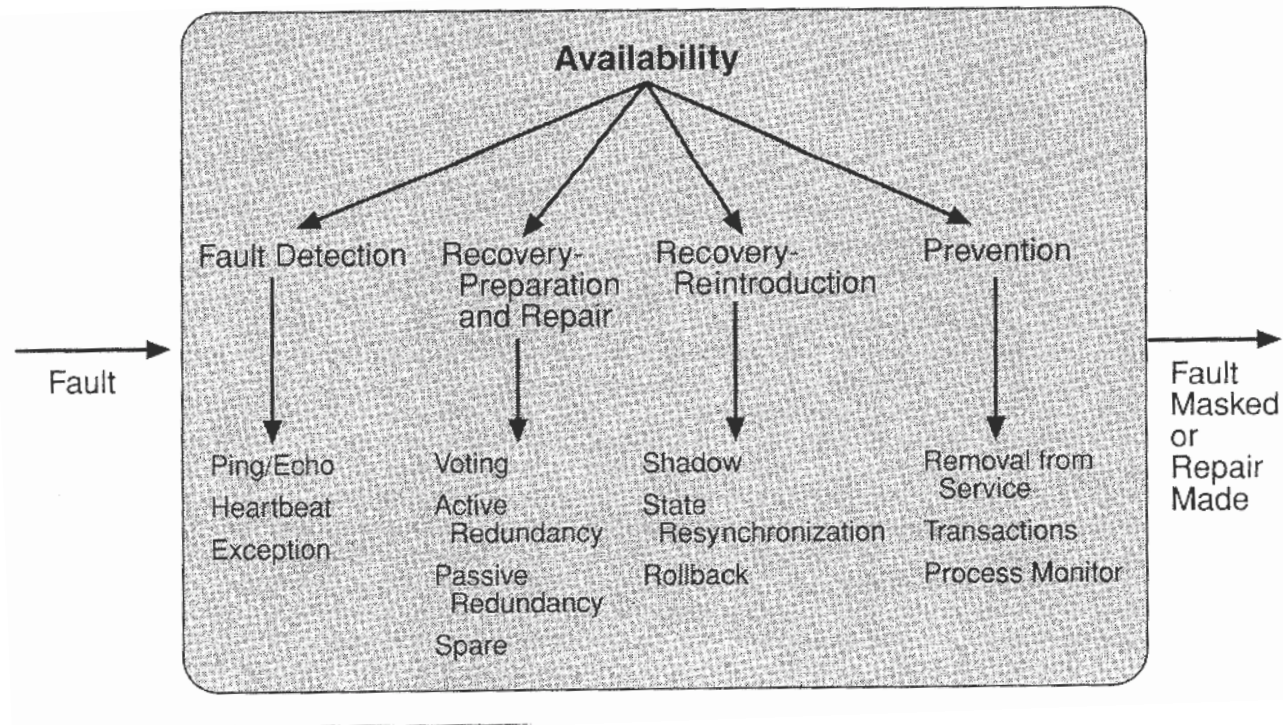 Availability
Fault Detection
Recovery-
Preparation
and Repair
Recovery-
Reintroduction
Prevention
Fault
Fault
Masked
or
Repair
Made
Ping/Echo
Heartbeat
Exception
Voting
Active
Redundancy
Passive
Redundancy
Spare
Shadow
State
Resynchronization
Rollback
Removal from
Service
Transactions
Process Monitor